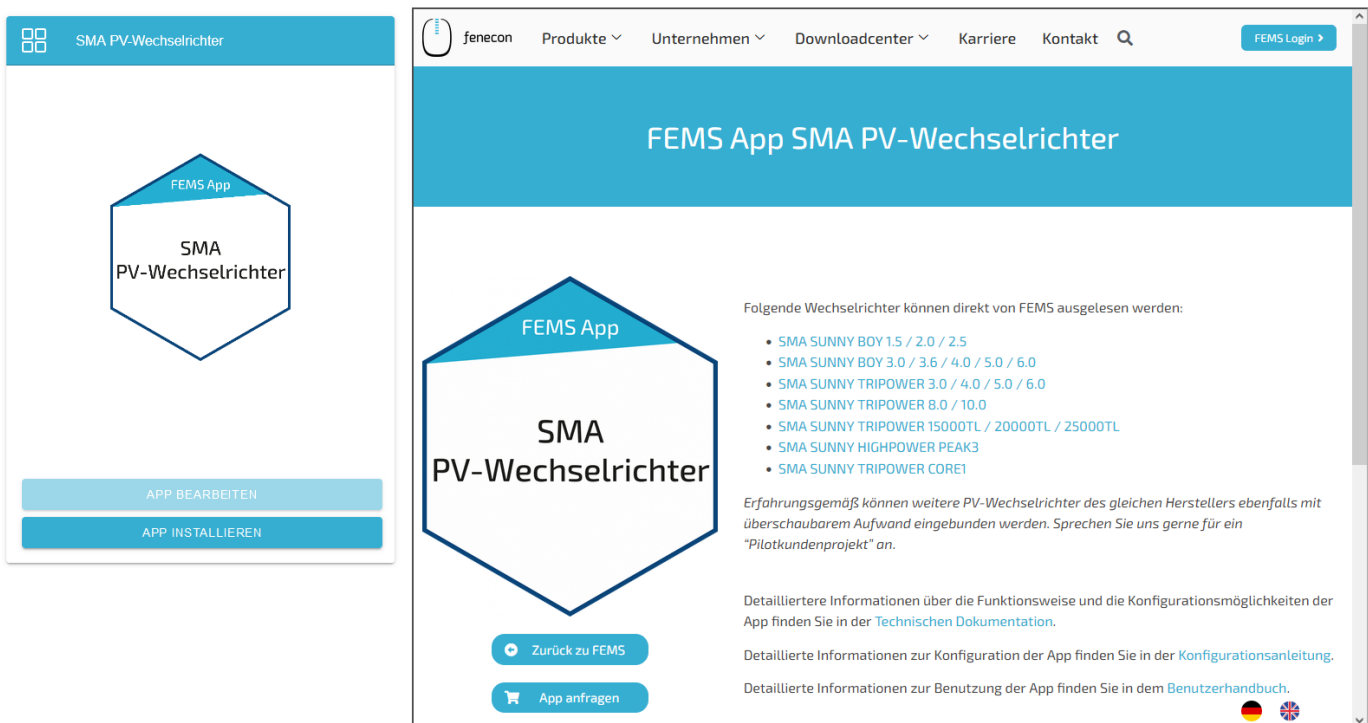 SMA PV-Wechselrichter
FEMS App
SMA
PV-Wechselrichter
APP BEARBEITEN
APP INSTALLIEREN
fenecon
Produkte
Unternehmen
Downloadcenter
Karriere
Kontakt
FEMS Login
FEMS App SMA PV-Wechselrichter
FEMS App
SMA
PV-Wechselrichter
Zurück zu FEMS
App anfragen
Folgende Wechselrichter können direkt von FEMS ausgelesen werden:
• SMA SUNNY BOY 1.5 / 2.0 / 2.5
• SMA SUNNY BOY 3.0 / 3.6 / 4.0 / 5.0 / 6.0
• SMA SUNNY TRIPOWER 3.0 / 4.0 / 5.0 / 6.0
• SMA SUNNY TRIPOWER 8.0 / 10.0
• SMA SUNNY TRIPOWER 15000TL / 20000TL / 25000TL
• SMA SUNNY HIGHPOWER PEAK3
• SMA SUNNY TRIPOWER CORE1
Erfahrungsgemäß können weitere PV-Wechselrichter des gleichen Herstellers ebenfalls mit
überschaubarem Aufwand eingebunden werden. Sprechen Sie uns gerne für ein
“Pilotkundenprojekt” an.
Detailliertere Informationen über die Funktionsweise und die Konfigurationsmöglichkeiten der
App finden Sie in der Technischen Dokumentation.
Detaillierte Informationen zur Konfiguration der App finden Sie in der Konfigurationsanleitung.
Detaillierte Informationen zur Benutzung der App finden Sie in dem Benutzerhandbuch.